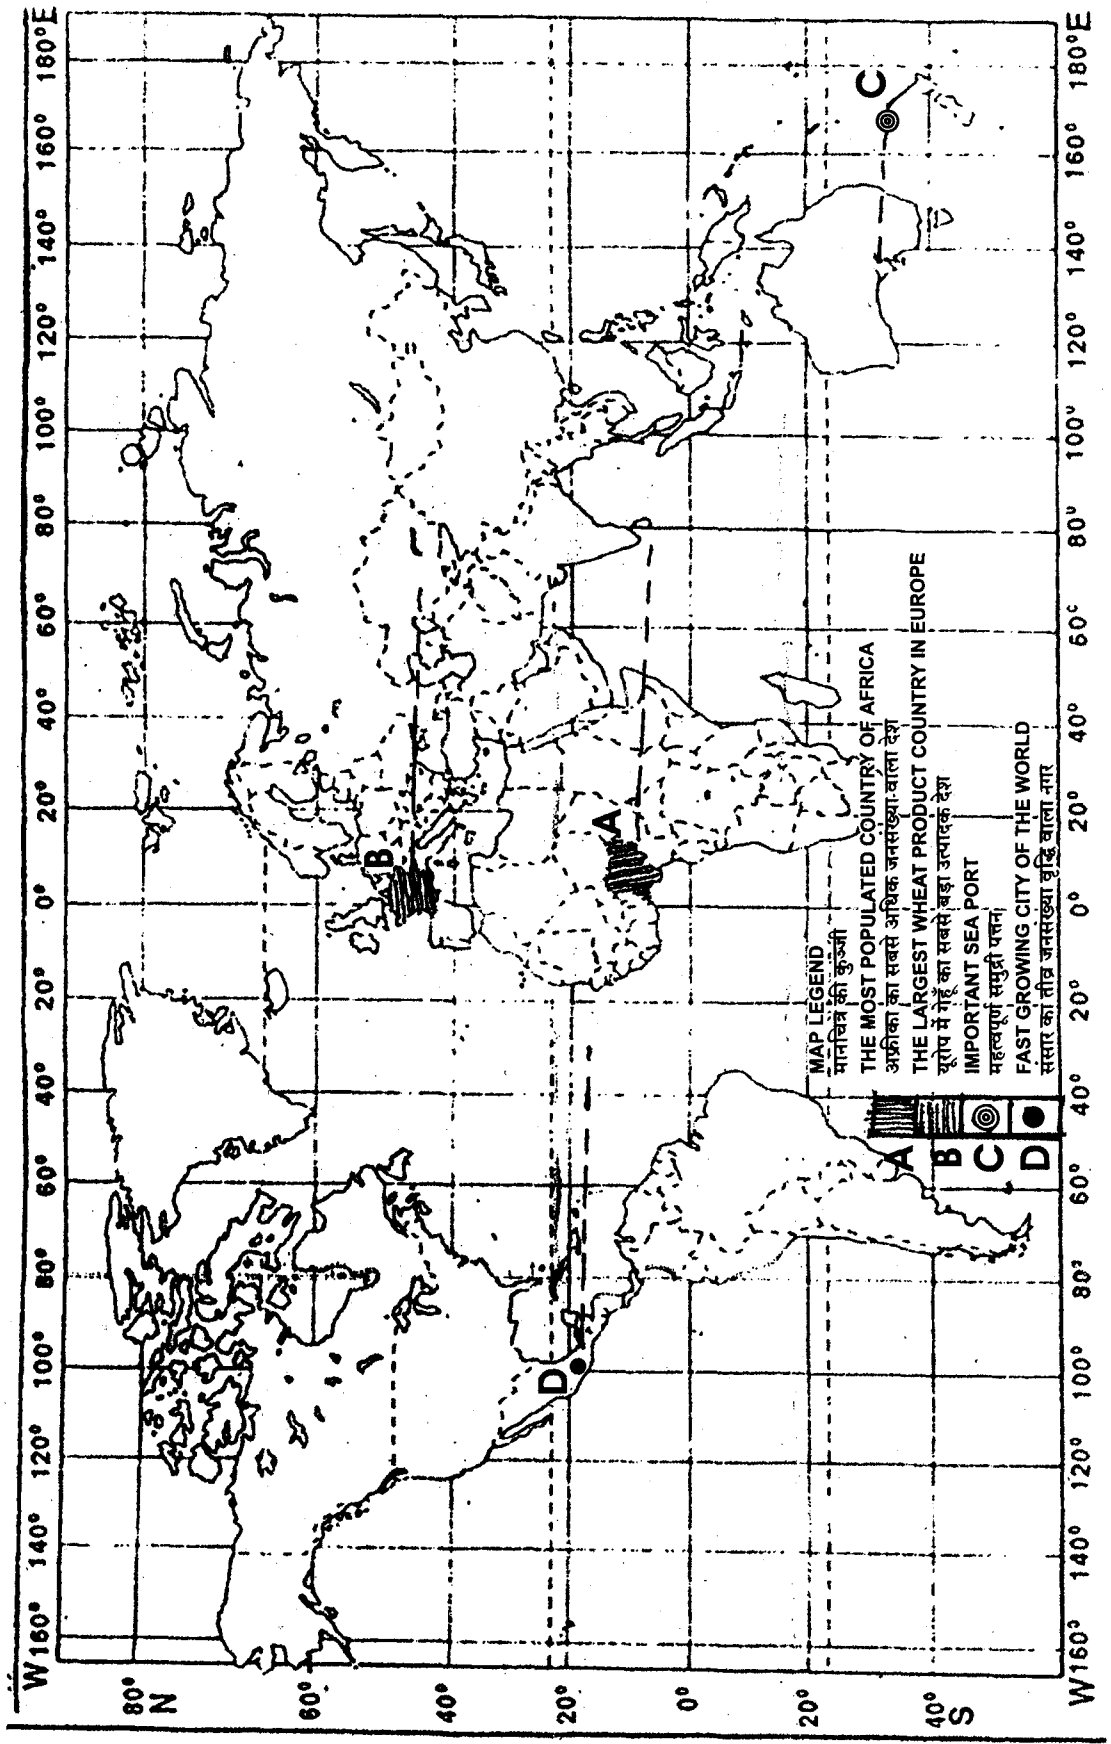 W 160° 140° 120° 100° 80° 60° 40° 20° 0° 20° 40° 60° 80° 100° 120° 140° 160° 180°E
80°
N
60°
40°
20°
0°
20°
40°
S
B
D
A
C
MAP LEGEND
मानचित्र की कुञ्जी
A THE MOST POPULATED COUNTRY OF AFRICA
अफ्रीका का सबसे अधिक जनसंख्या वाला देश
B THE LARGEST WHEAT PRODUCT COUNTRY IN EUROPE
यूरोप में गेहूँ का सबसे बड़ा उत्पादक देश
C IMPORTANT SEA PORT
महत्वपूर्ण समुद्री पत्तन
D FAST GROWING CITY OF THE WORLD
संसार का तीव्र जनसंख्या वृद्धि वाला नगर
W 160° 140° 120° 100° 80° 60° 40° 20° 0° 20° 40° 60° 80° 100° 120° 140° 160° 180°E